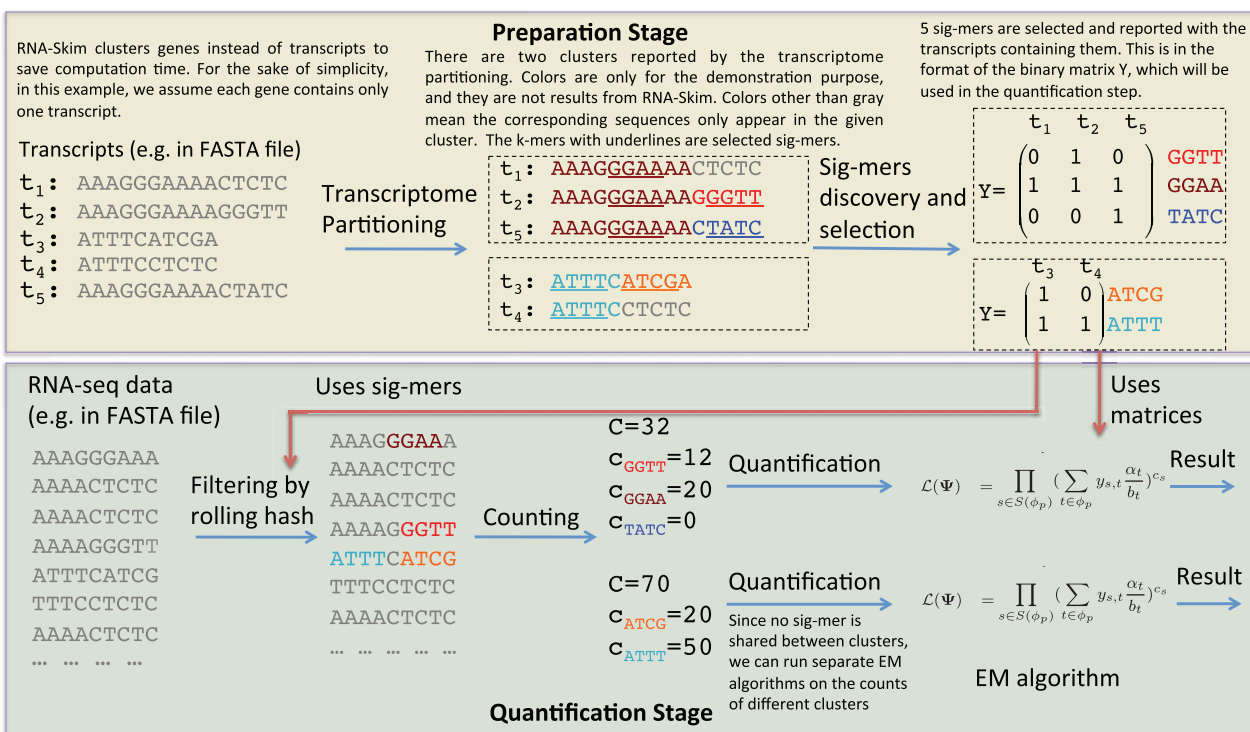 Preparation Stage
RNA-Skim clusters genes instead of transcripts to
save computation time. For the sake of simplicity,
in this example, we assume each gene contains only
one transcript.
Transcripts (e.g. in FASTA file)
t1: AAAGGGAAAACTCTC
t2: AAAGGGAAAAGGGTT
t3: ATTTCATCGA
t4: ATTTCCTCTC
t5: AAAGGGAAAACTATC
Transcriptome
Partitioning
There are two clusters reported by the transcriptome
partitioning. Colors are only for the demonstration purpose,
and they are not results from RNA-Skim. Colors other than gray
mean the corresponding sequences only appear in the given
cluster. The k-mers with underlines are selected sig-mers.
t1: AAAGGGAAAACTCTC
t2: AAAGGGAAAAGGGTT
t5: AAAGGGAAAACTATC
t3: ATTTCATCGA
t4: ATTTCCTCTC
Sig-mers
discovery and
selection
5 sig-mers are selected and reported with the
transcripts containing them. This is in the
format of the binary matrix Y, which will be
used in the quantification step.
t1 t2 t5
0 1 0 GGTT
Y= 1 1 1 GGAA
0 0 1 TATC
t3 t4
1 0 ATCG
Y=
1 1 ATTT
RNA-seq data
(e.g. in FASTA file)
AAAGGGAAA
AAAACTCTC
AAAACTCTC
AAAAGGGTT
ATTTCATCG
TTTCCTCTC
AAAACTCTC
... ... ... ...
Filtering by
rolling hash
Uses sig-mers
AAAGGGAAA
AAAACTCTC
AAAACTCTC
AAAAGGGTT
ATTTCATCG
TTTCCTCTC
AAAACTCTC
... ... ... ... ...
Counting
C=32
cGGTT=12
cGGAA=20
cTATC=0
C=70
cATCG=20
cATTT=50
Quantification
Quantification
Since no sig-mer is
shared between clusters,
we can run separate EM
algorithms on the counts
of different clusters
Uses
matrices
ℒ(Ψ) = ∏s∈S(ϕp) (∑t∈ϕp ys,t αt/bt)^cs
Result
ℒ(Ψ) = ∏s∈S(ϕp) (∑t∈ϕp ys,t αt/bt)^cs
Result
EM algorithm
Quantification Stage